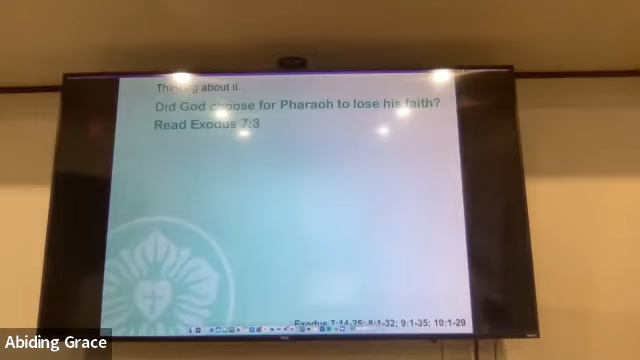 Thinking about it...
Did God choose for Pharaoh to lose his faith?
Read Exodus 7:3
Exodus 7:14-25; 8:1-32; 9:1-35; 10:1-29
Abiding Grace